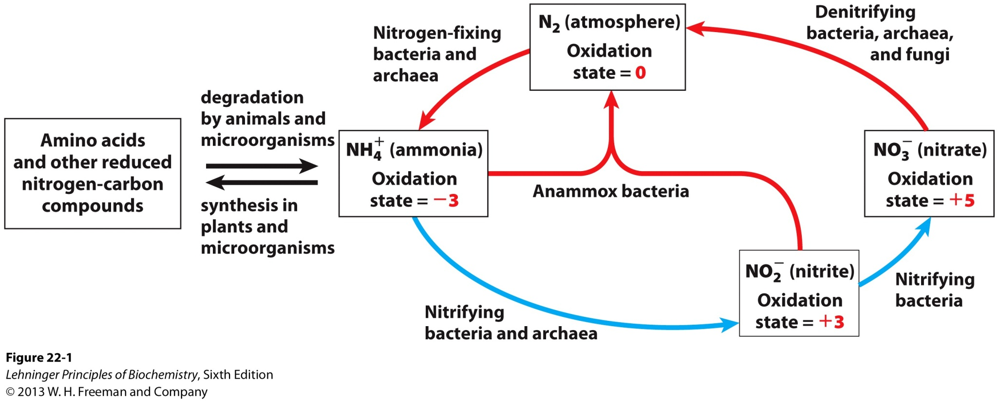 N₂ (atmosphere)
Oxidation
state = 0
Denitrifying
bacteria, archaea,
and fungi
Nitrogen-fixing
bacteria and
archaea
degradation
by animals and
microorganisms
Amino acids
and other reduced
nitrogen-carbon
compounds
synthesis in
plants and
microorganisms
NH₄⁺ (ammonia)
Oxidation
state = −3
Anammox bacteria
NO₃⁻ (nitrate)
Oxidation
state = +5
NO₂⁻ (nitrite)
Oxidation
state = +3
Nitrifying
bacteria
Nitrifying
bacteria and archaea
Figure 22-1
Lehninger Principles of Biochemistry, Sixth Edition
© 2013 W. H. Freeman and Company